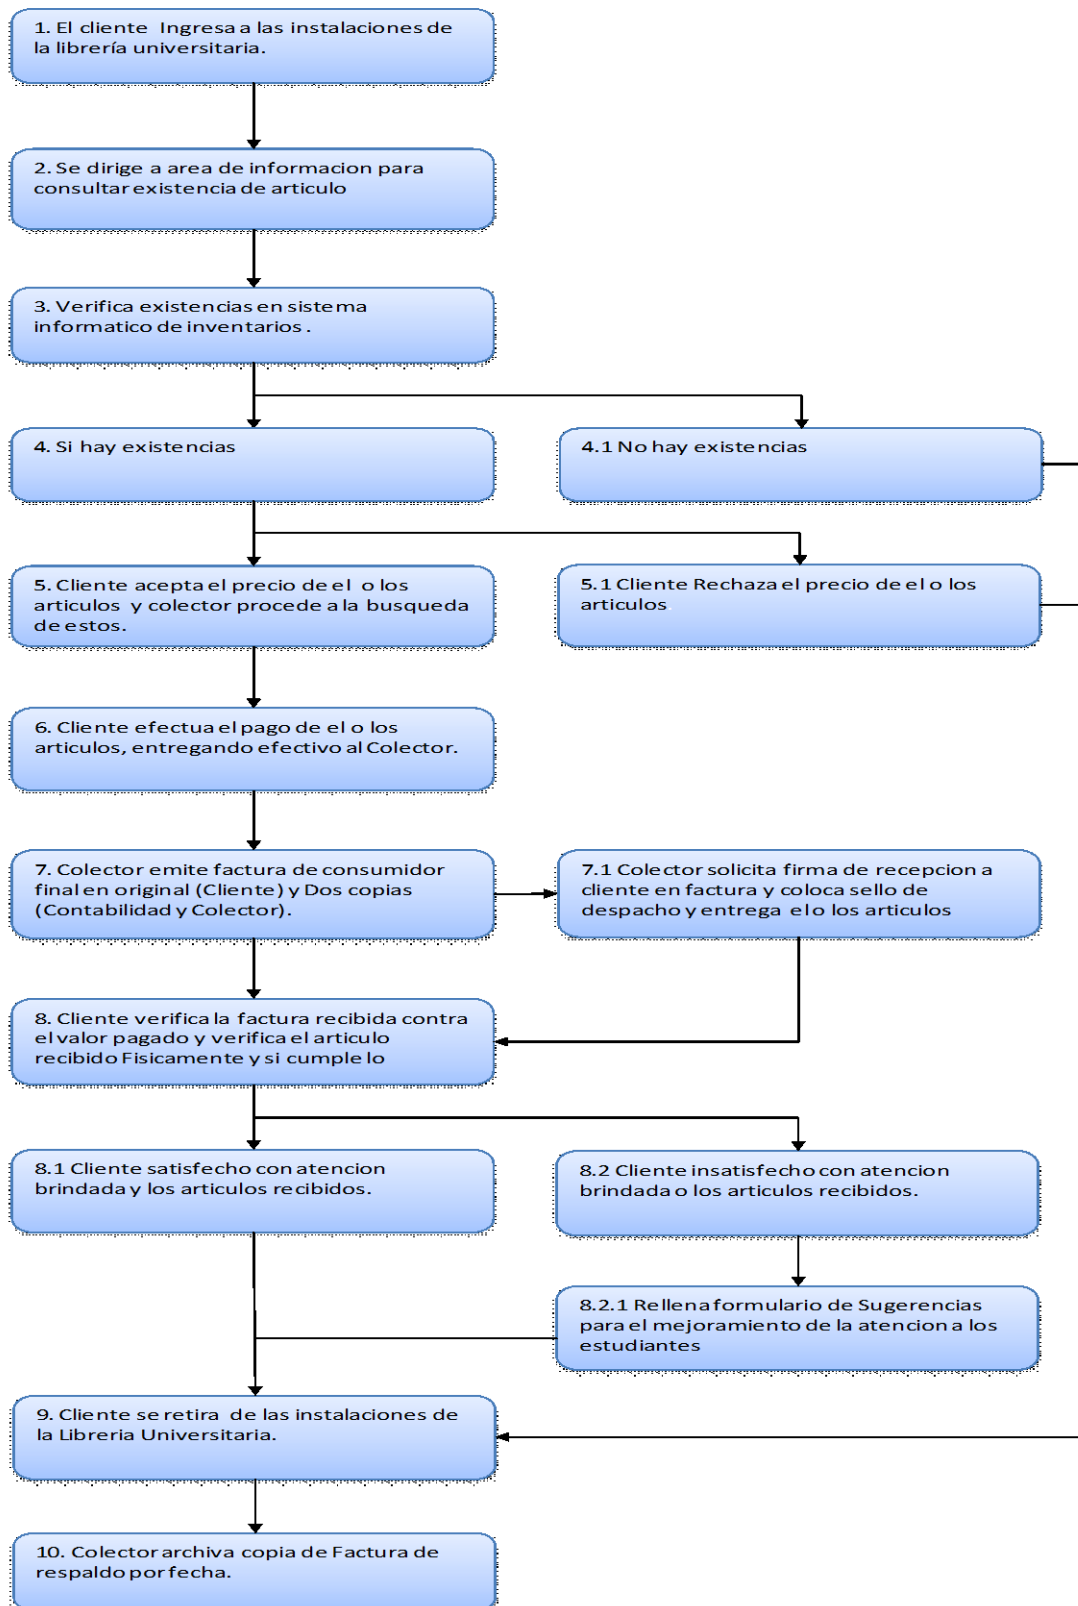 1. El cliente Ingresa a las instalaciones de
la librería universitaria.
2. Se dirige a area de informacion para
consultar existencia de articulo
3. Verifica existencias en sistema
informatico de inventarios .
4. Si hay existencias
4.1 No hay existencias
5. Cliente acepta el precio de el o los
articulos y colector procede a la busqueda
de estos.
5.1 Cliente Rechaza el precio de el o los
articulos
6. Cliente efectua el pago de el o los
articulos, entregando efectivo al Colector.
7. Colector emite factura de consumidor
final en original (Cliente) y Dos copias
(Contabilidad y Colector).
7.1 Colector solicita firma de recepcion a
cliente en factura y coloca sello de
despacho y entrega el o los articulos
8. Cliente verifica la factura recibida contra
el valor pagado y verifica el articulo
recibido Fisicamente y si cumple lo
8.1 Cliente satisfecho con atencion
brindada y los articulos recibidos.
8.2 Cliente insatisfecho con atencion
brindada o los articulos recibidos.
8.2.1 Rellena formulario de Sugerencias
para el mejoramiento de la atencion a los
estudiantes
9. Cliente se retira de las instalaciones de
la Libreria Universitaria.
10. Colector archiva copia de Factura de
respaldo por fecha.